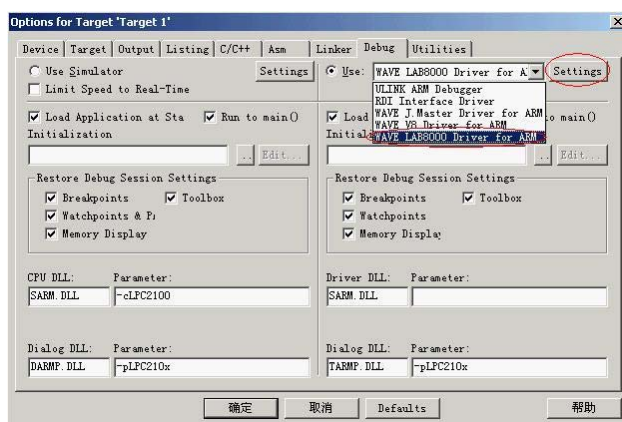 Options for Target 'Target 1'
Device Target Output Listing C/C++ Asm Linker Debug Utilities
Use Simulator Settings Use: WAVE LAB8000 Driver for A Settings
Limit Speed to Real-Time
ULINK ARM Debugger
RDI Interface Driver
WAVE J.Master Driver for ARM
WAVE V8 Driver for ARM
WAVE LAB8000 Driver for ARM
Load Application at Sta Run to main() Load o main()
Initialization Initial
.. Edit... .. Edit...
Restore Debug Session Settings Restore Debug Session Settings
Breakpoints Toolbox Breakpoints Toolbox
Watchpoints & P Watchpoints
Memory Display Memory Display
CPU DLL: Parameter: Driver DLL: Parameter:
SARM.DLL -cLPC2100 SARM.DLL
Dialog DLL: Parameter: Dialog DLL: Parameter:
DARMP.DLL -pLPC210x TARMP.DLL -pLPC210x
确定 取消 Defaults 帮助